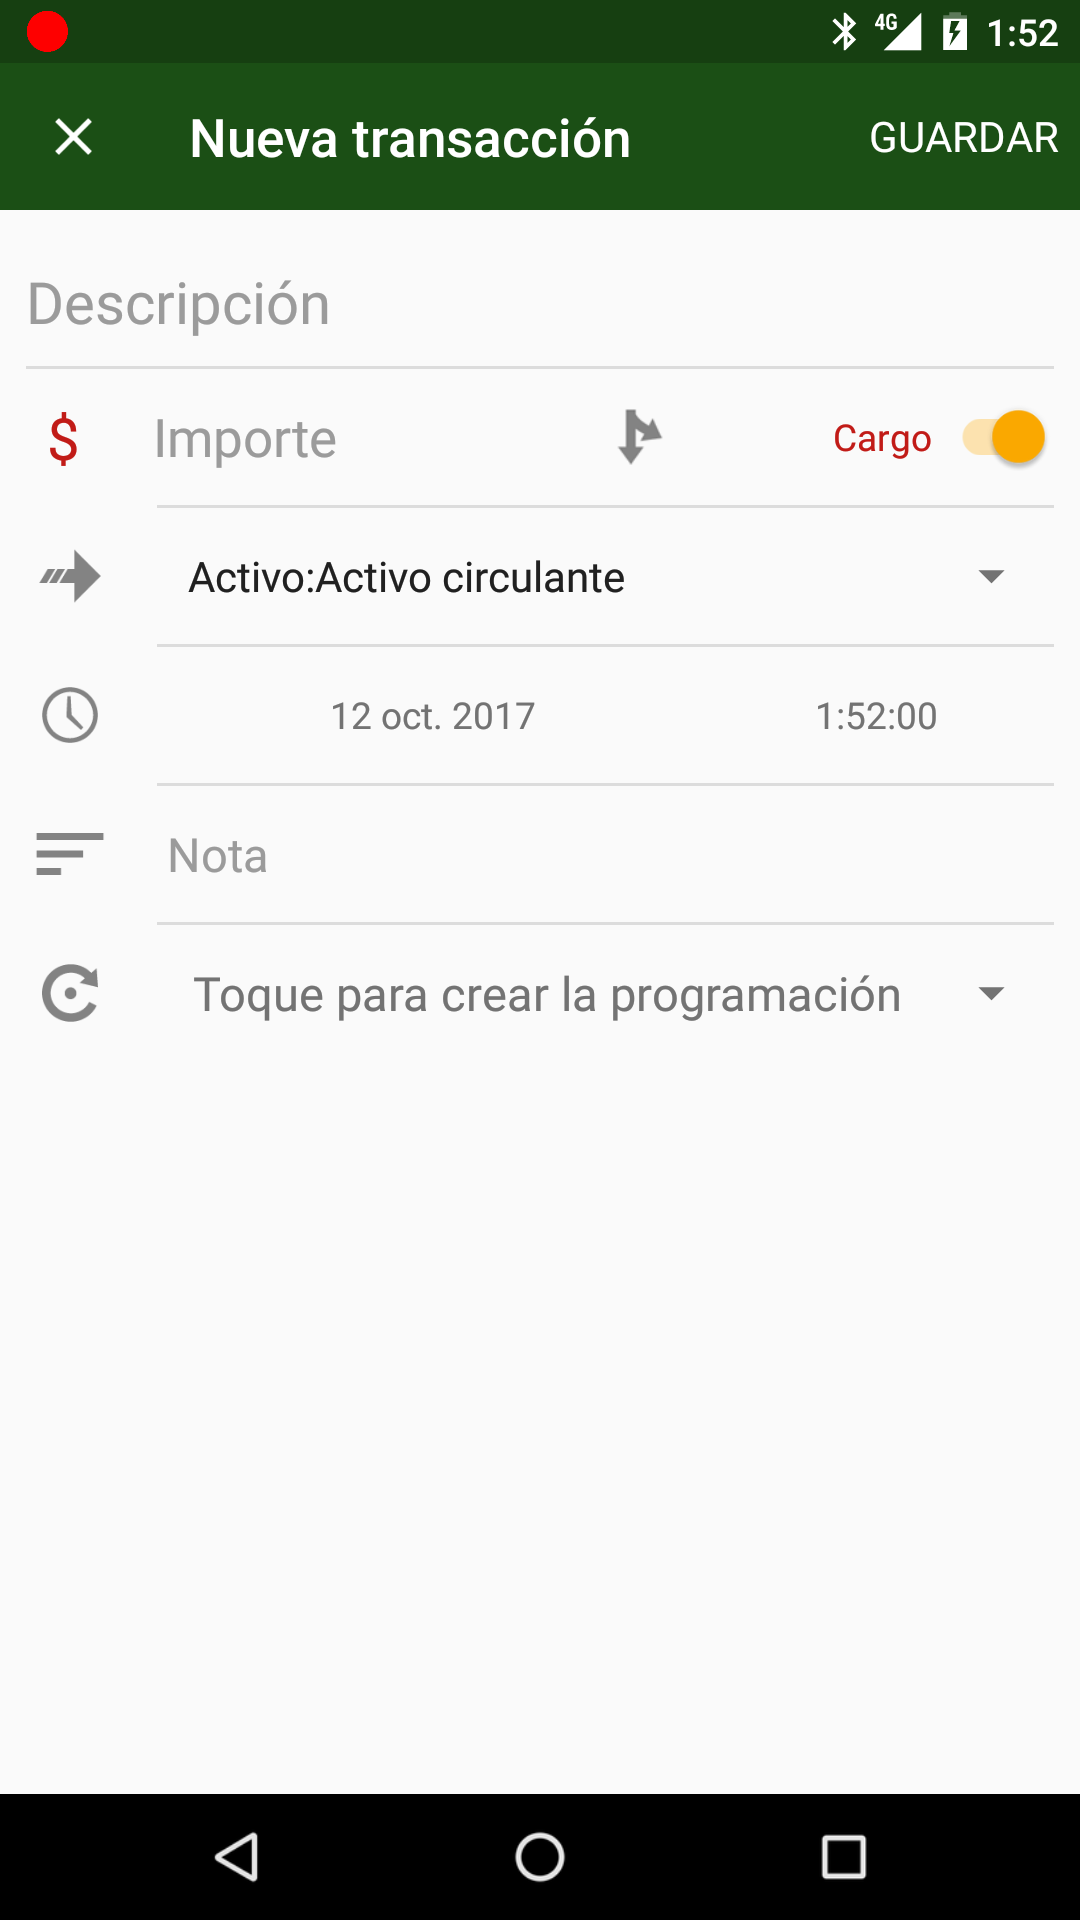 4G 1:52
Nueva transacción GUARDAR
Descripción
$ Importe Cargo
Activo:Activo circulante
12 oct. 2017 1:52:00
Nota
Toque para crear la programación